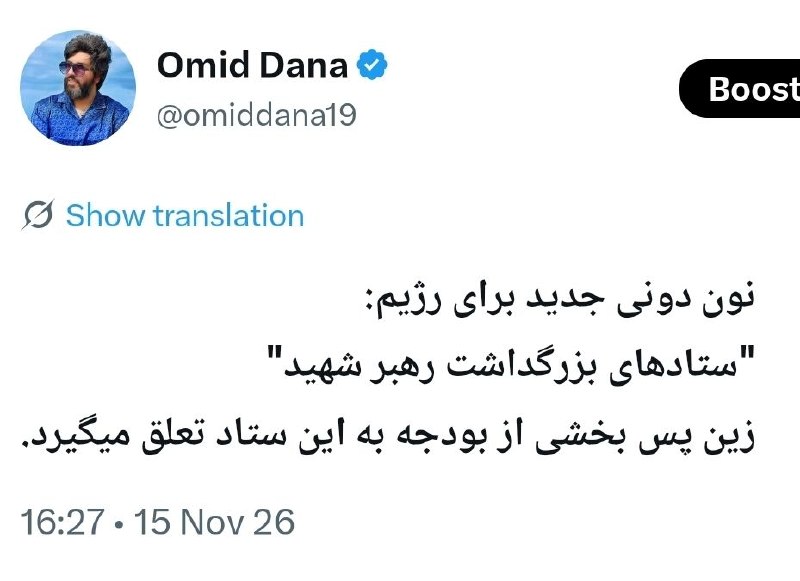 Omid Dana
@omiddana19
Boost
Show translation
نون دونی جدید برای رژیم:
"ستادهای بزرگداشت رهبر شهید"
زین پس بخشی از بودجه به این ستاد تعلق میگیرد.
16:27 • 15 Nov 26